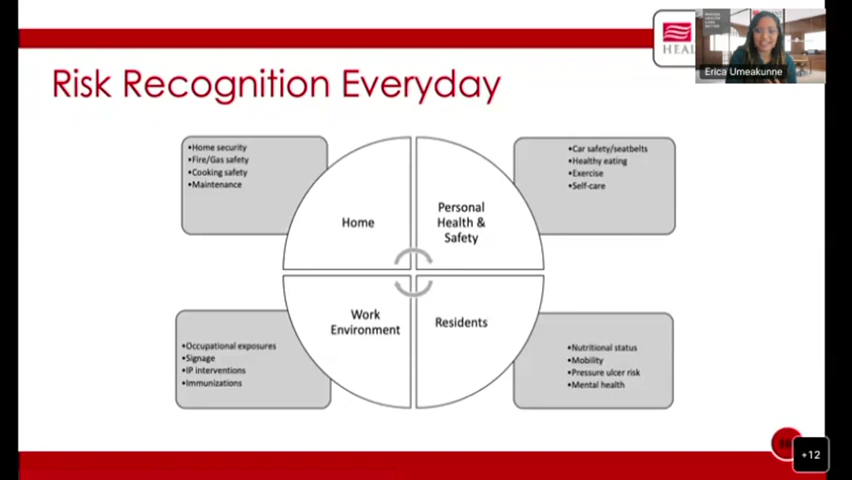 HEAL
Erica Umeakunne
Risk Recognition Everyday
•Home security
•Fire/Gas safety
•Cooking safety
•Maintenance
•Car safety/seatbelts
•Healthy eating
•Exercise
•Self-care
Home
Personal
Health &
Safety
Work
Environment
Residents
•Occupational exposures
•Signage
•IP interventions
•Immunizations
•Nutritional status
•Mobility
•Pressure ulcer risk
•Mental health
+12